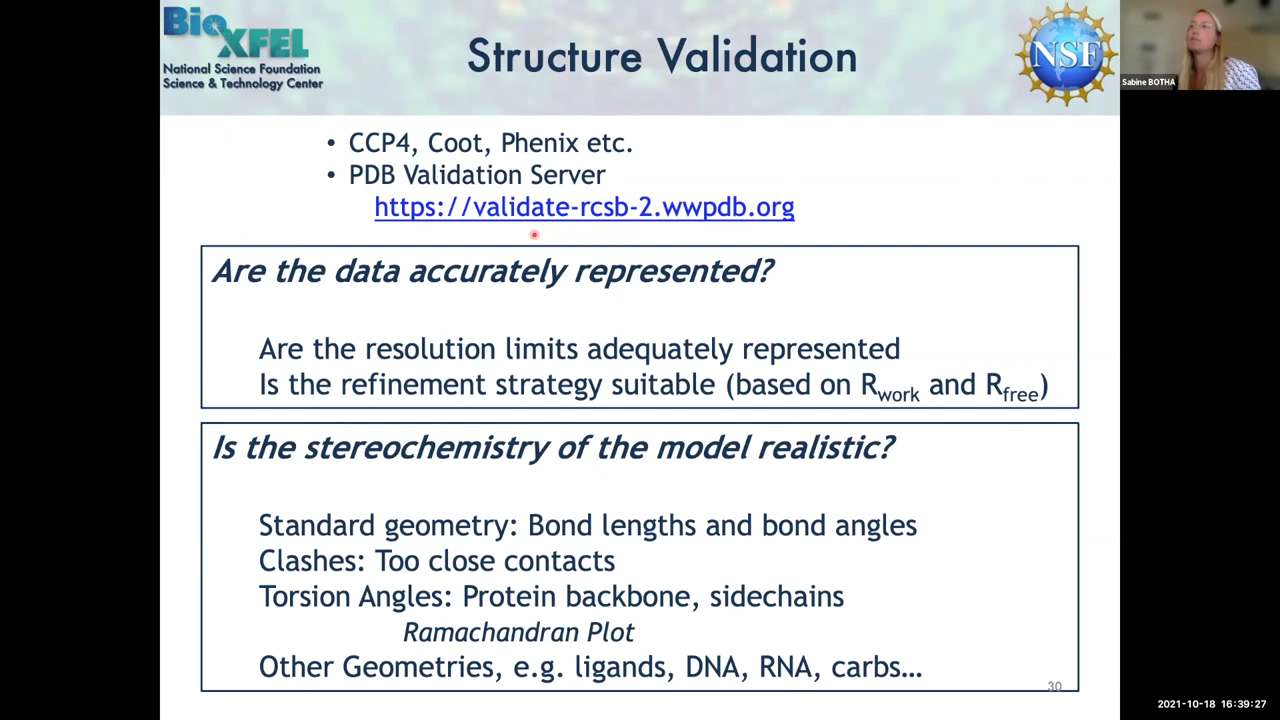 BioXFEL
National Science Foundation
Science & Technology Center
Structure Validation
NSF
Sabine BOTHA
• CCP4, Coot, Phenix etc.
• PDB Validation Server
https://validate-rcsb-2.wwpdb.org
Are the data accurately represented?
Are the resolution limits adequately represented
Is the refinement strategy suitable (based on Rwork and Rfree)
Is the stereochemistry of the model realistic?
Standard geometry: Bond lengths and bond angles
Clashes: Too close contacts
Torsion Angles: Protein backbone, sidechains
Ramachandran Plot
Other Geometries, e.g. ligands, DNA, RNA, carbs…
30
2021-10-18 16:39:27